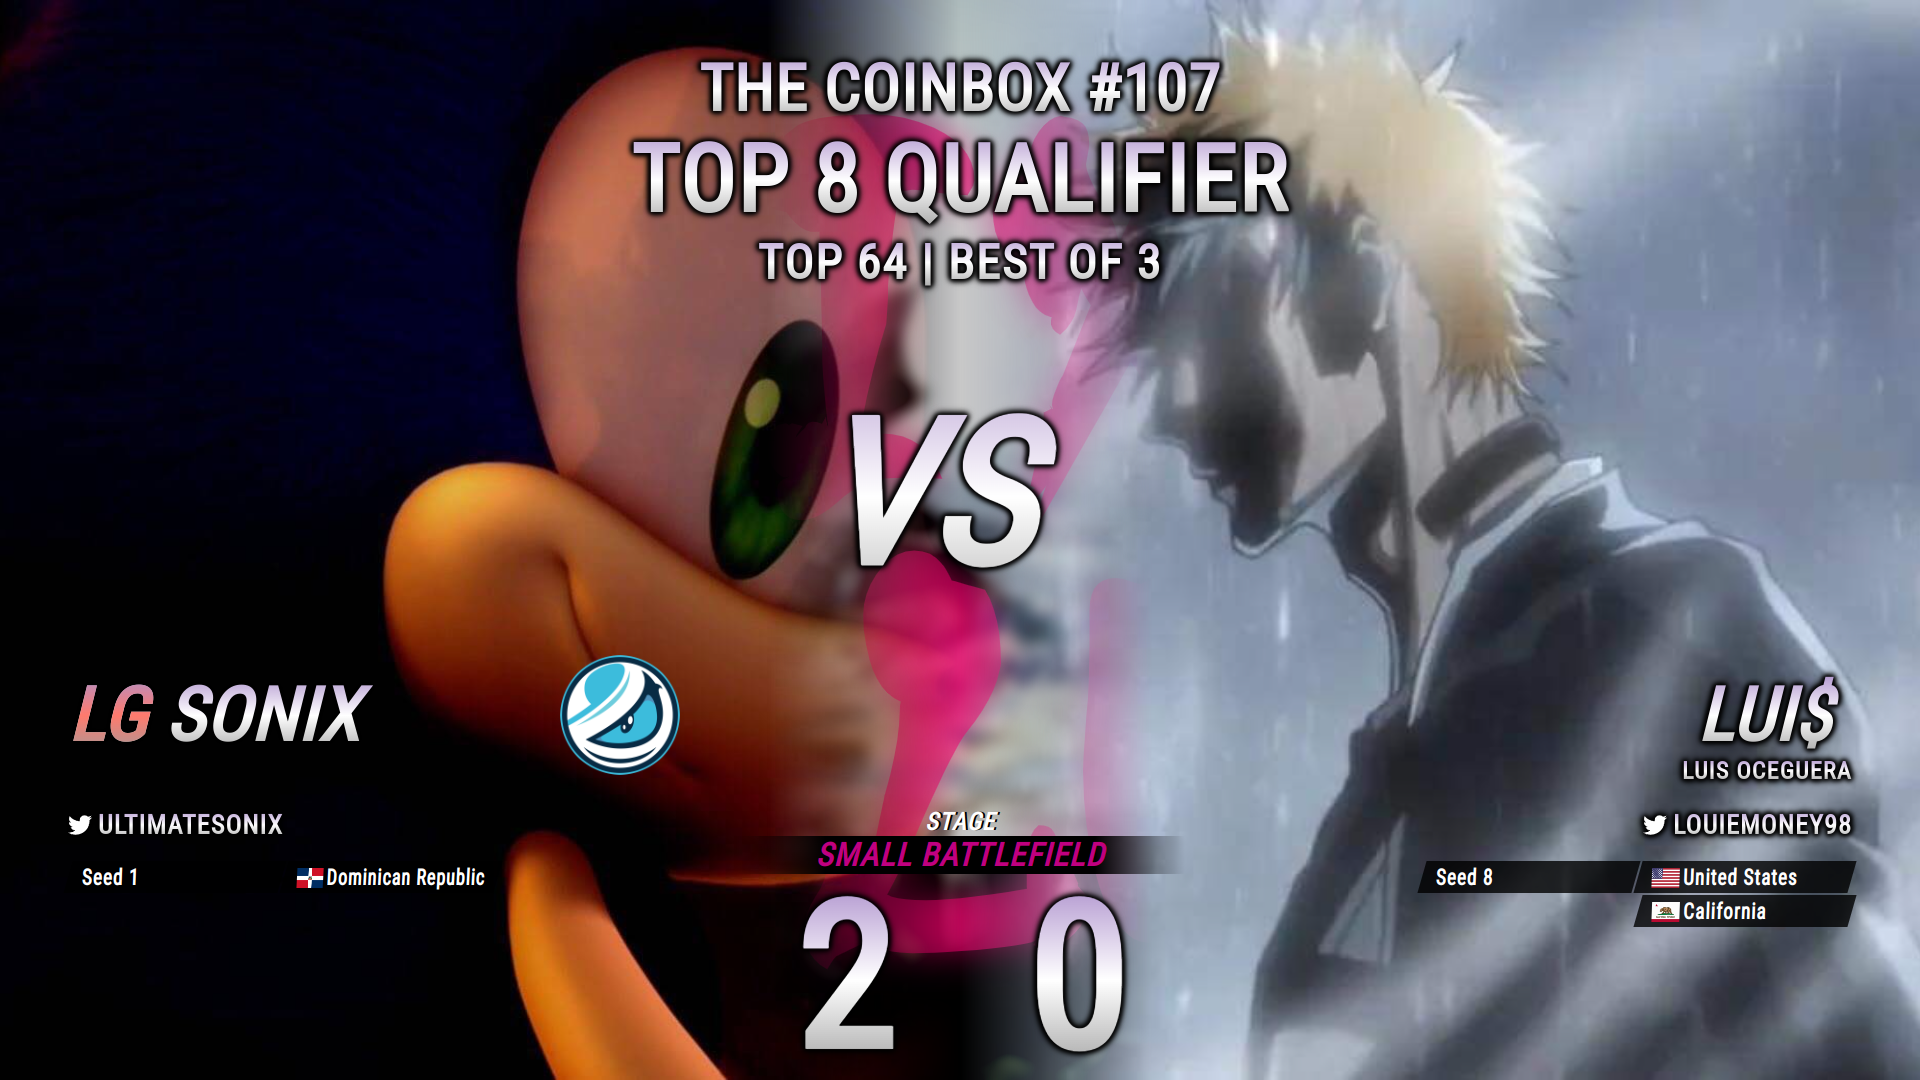 THE COINBOX #107
TOP 8 QUALIFIER
TOP 64 | BEST OF 3
VS
LG SONIX
ULTIMATESONIX
Seed 1
Dominican Republic
LUI$
LUIS OCEGUERA
LOUIEMONEY98
Seed 8
United States
California
STAGE
SMALL BATTLEFIELD
2 0